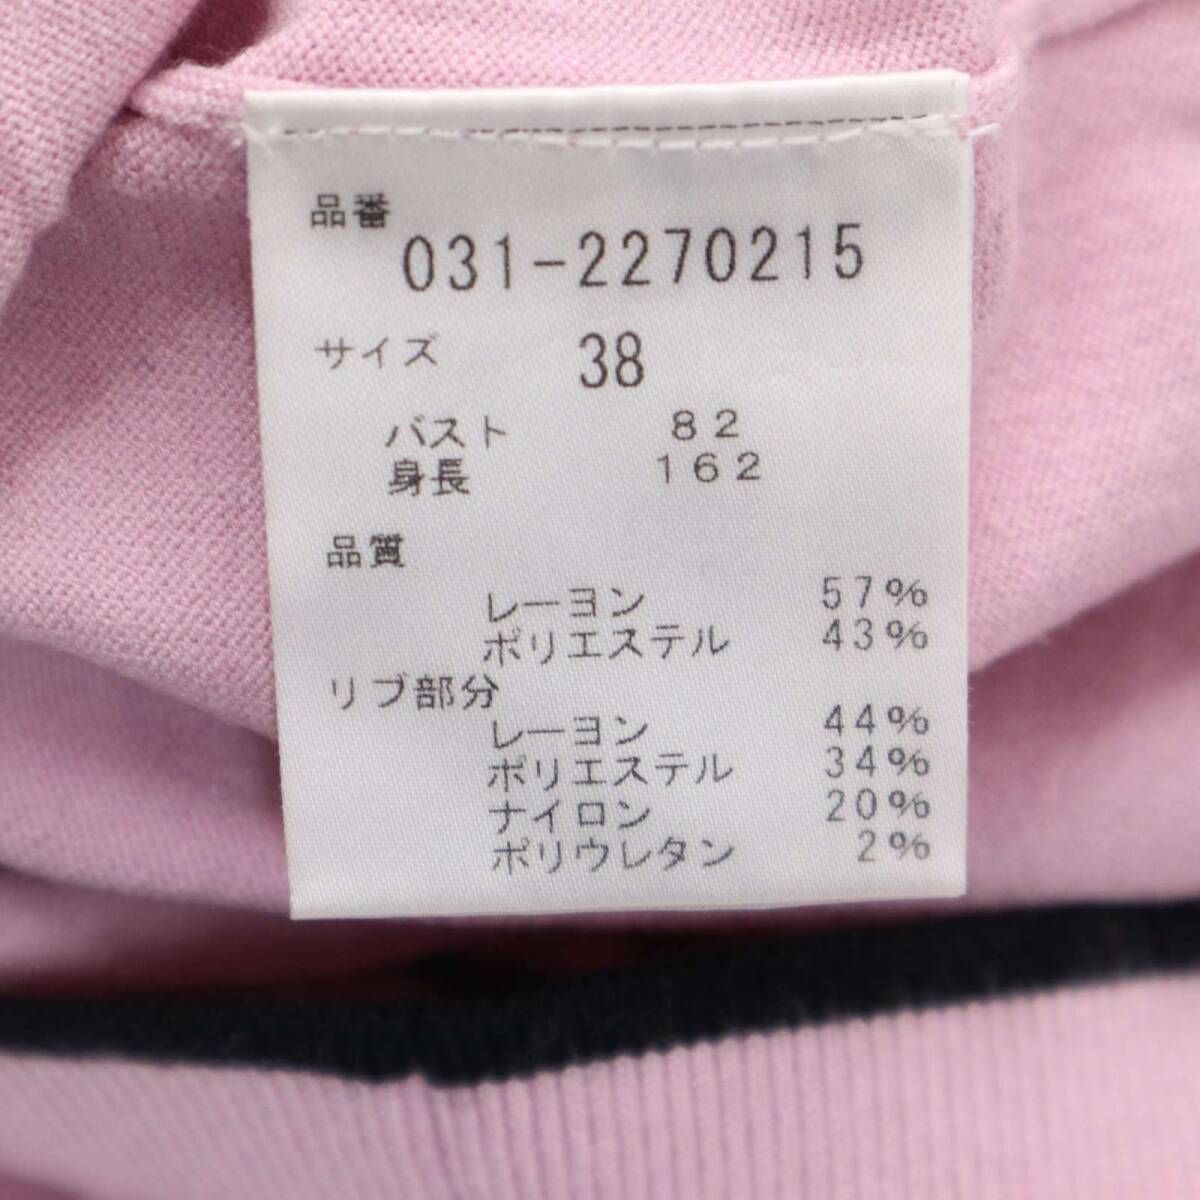 品番
031-2270215
サイズ 38
バスト 82
身長 162
品質
レーヨン 57%
ポリエステル 43%
リブ部分
レーヨン 44%
ポリエステル 34%
ナイロン 20%
ポリウレタン 2%